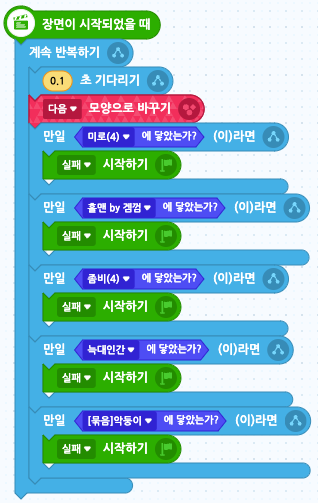 장면이 시작되었을 때
계속 반복하기
0.1 초 기다리기
다음 모양으로 바꾸기
만일 미로(4) 에 닿았는가? (이)라면
실패 시작하기
만일 홀맨 by 겜껌 에 닿았는가? (이)라면
실패 시작하기
만일 좀비(4) 에 닿았는가? (이)라면
실패 시작하기
만일 늑대인간 에 닿았는가? (이)라면
실패 시작하기
만일 [묶음]악동이 에 닿았는가? (이)라면
실패 시작하기